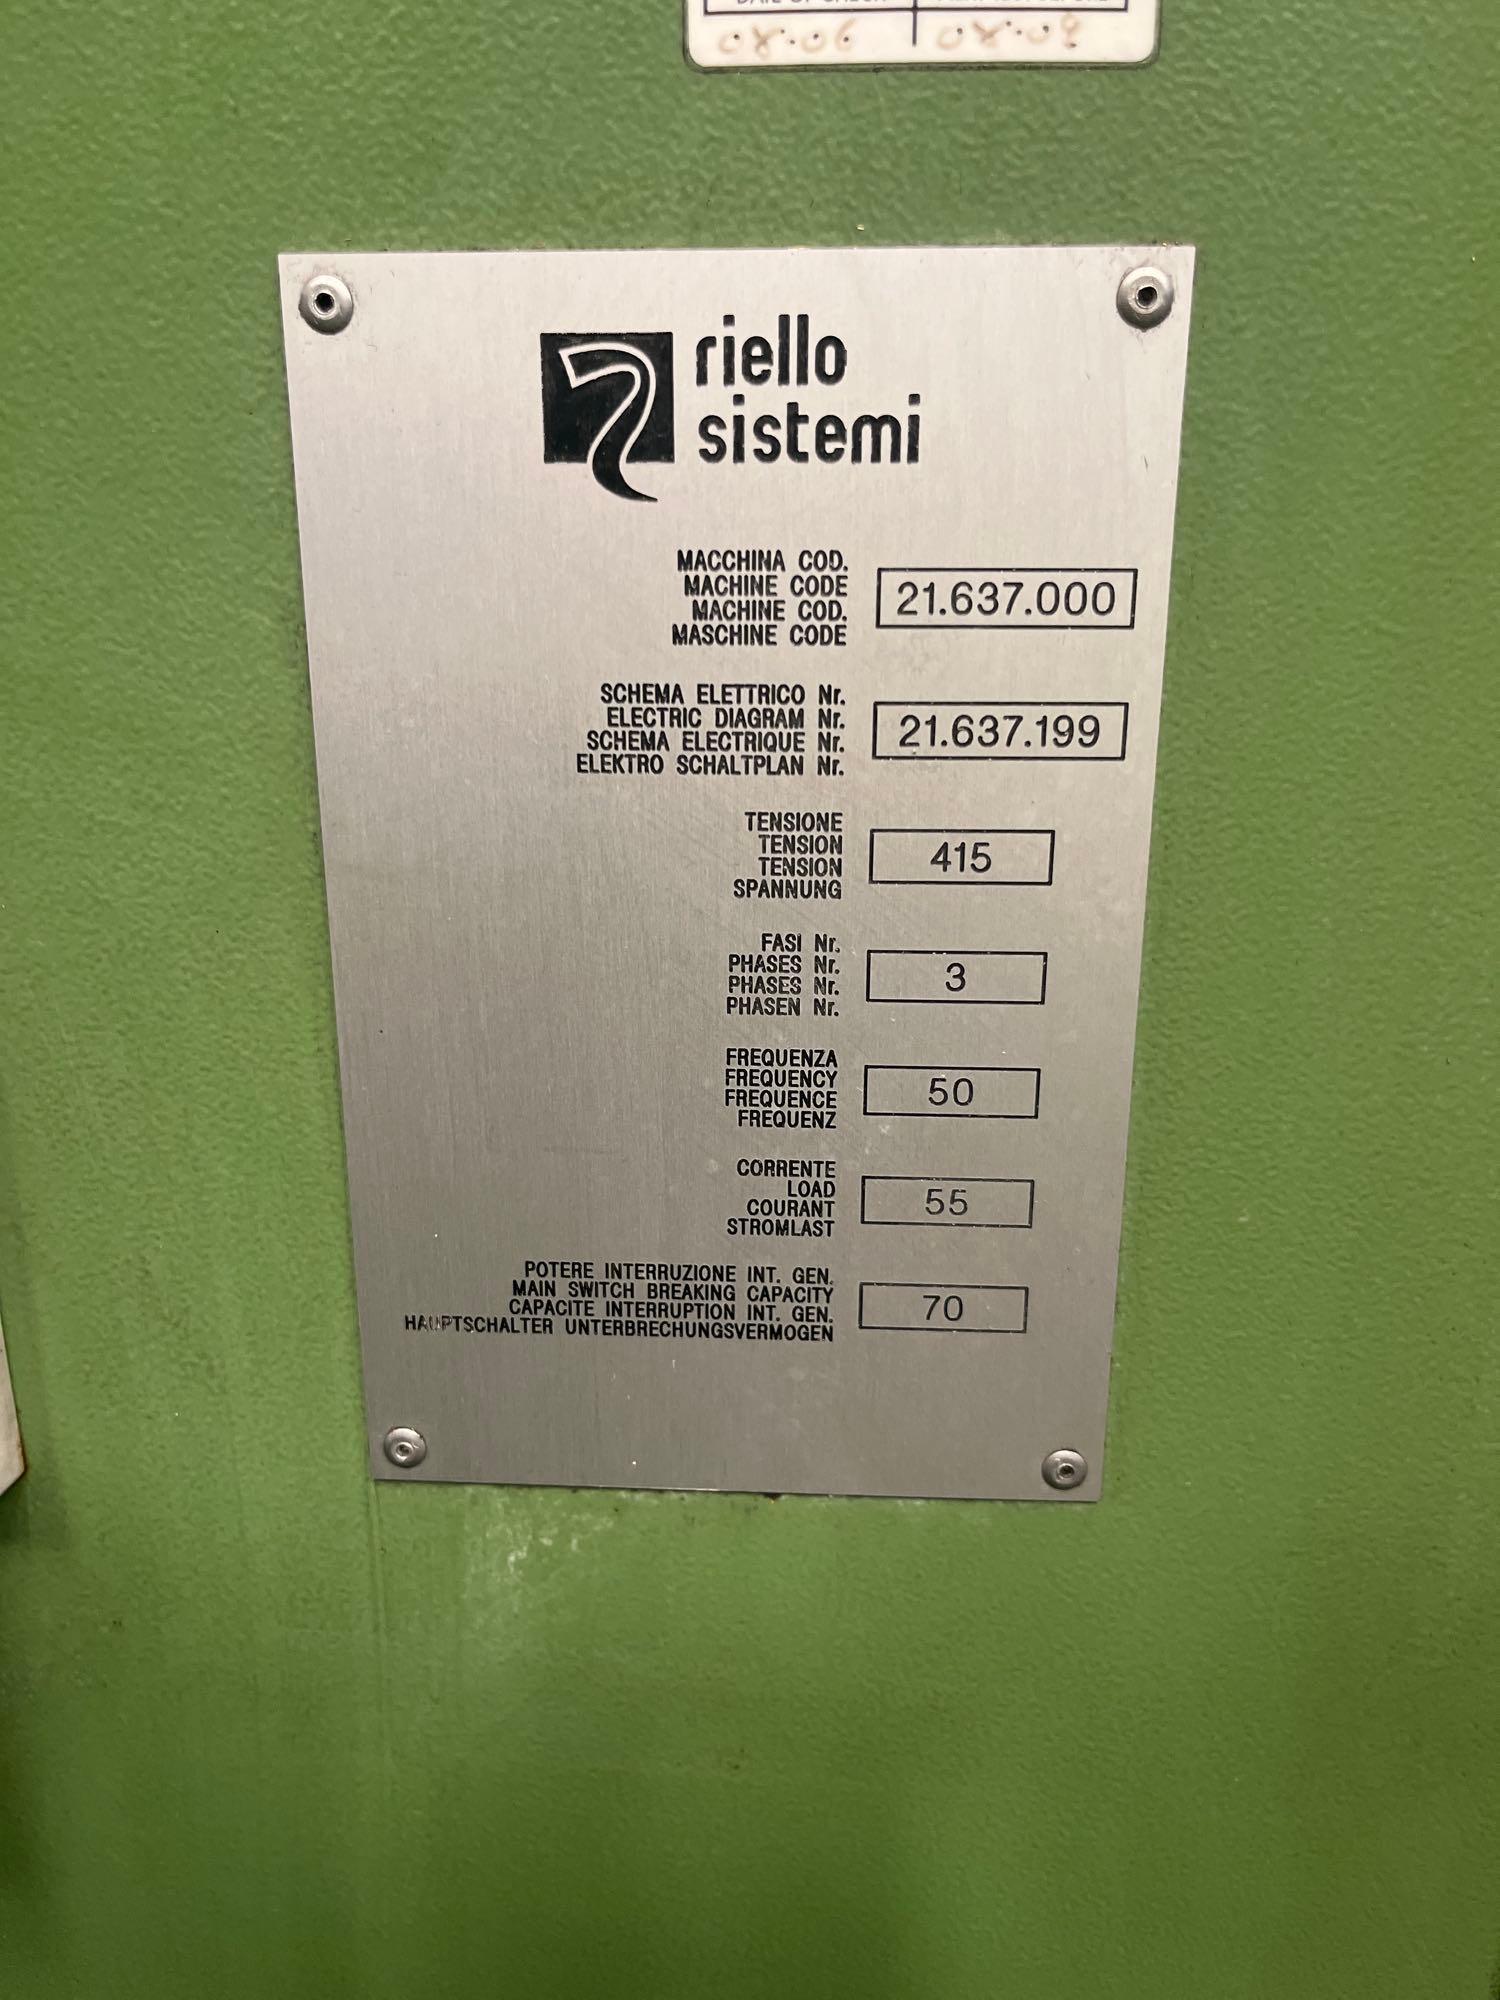 08.06 08.08
riello
sistemi
MACCHINA COD.
MACHINE CODE
MACHINE COD.
MASCHINE CODE
21.637.000
SCHEMA ELETTRICO Nr.
ELECTRIC DIAGRAM Nr.
SCHEMA ELECTRIQUE Nr.
ELEKTRO SCHALTPLAN Nr.
21.637.199
TENSIONE
TENSION
TENSION
SPANNUNG
415
FASI Nr.
PHASES Nr.
PHASES Nr.
PHASEN Nr.
3
FREQUENZA
FREQUENCY
FREQUENCE
FREQUENZ
50
CORRENTE
LOAD
COURANT
STROMLAST
55
POTERE INTERRUZIONE INT. GEN.
MAIN SWITCH BREAKING CAPACITY
CAPACITE INTERRUPTION INT. GEN.
HAUPTSCHALTER UNTERBRECHUNGSVERMOGEN
70